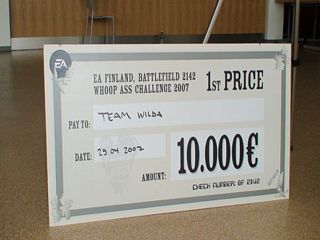 EA
EA FINLAND, BATTLEFIELD 2142
WHOOP ASS CHALLENGE 2007
1ST PRICE
PAY TO: TEAM WILDA
DATE: 29.04 2007
AMOUNT: 10.000€
CHECK NUMBER: BF 2142